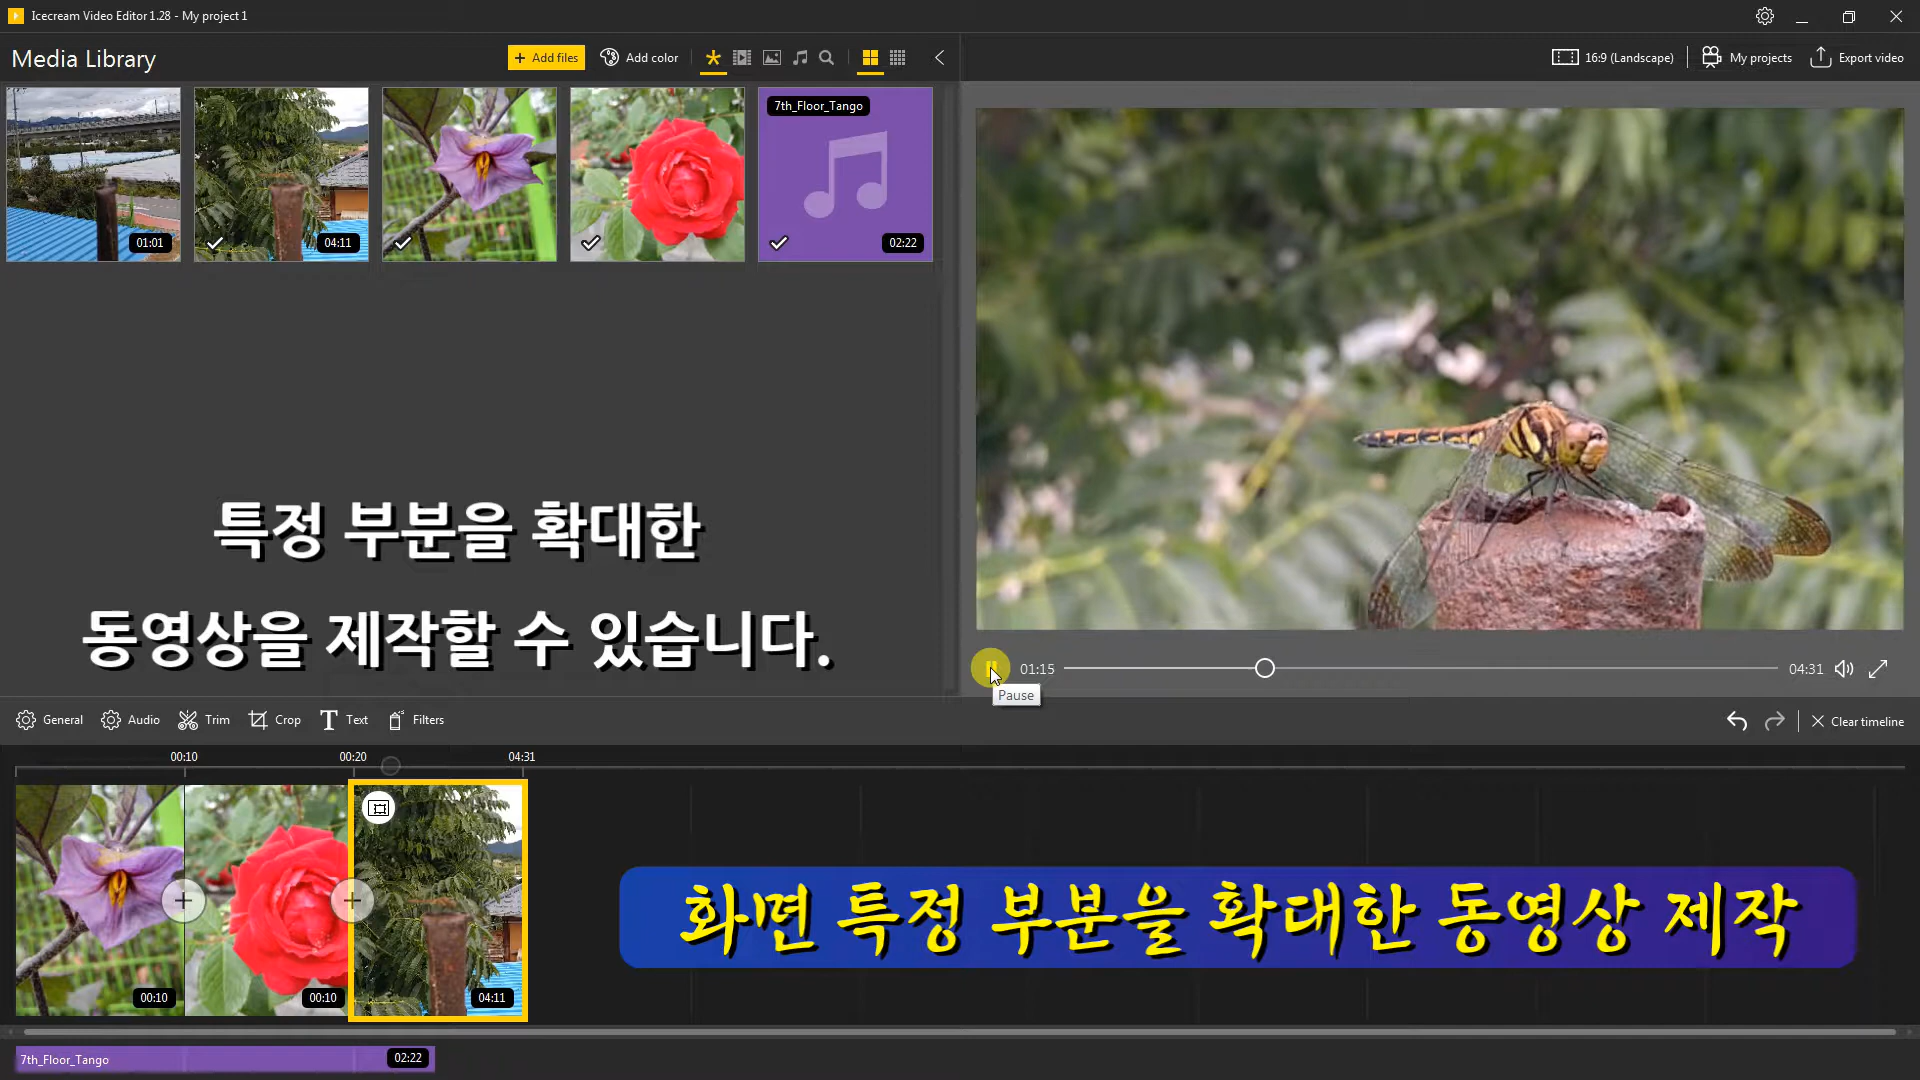 Icecream Video Editor 1.28 - My project 1
Media Library
Add files
Add color
16:9 (Landscape)
My projects
Export video
01:01
04:11
7th_Floor_Tango
02:22
특정 부분을 확대한
동영상을 제작할 수 있습니다.
01:15
04:31
Pause
General
Audio
Trim
Crop
Text
Filters
Clear timeline
00:10
00:20
04:31
00:10
00:10
04:11
화면 특정 부분을 확대한 동영상 제작
7th_Floor_Tango
02:22